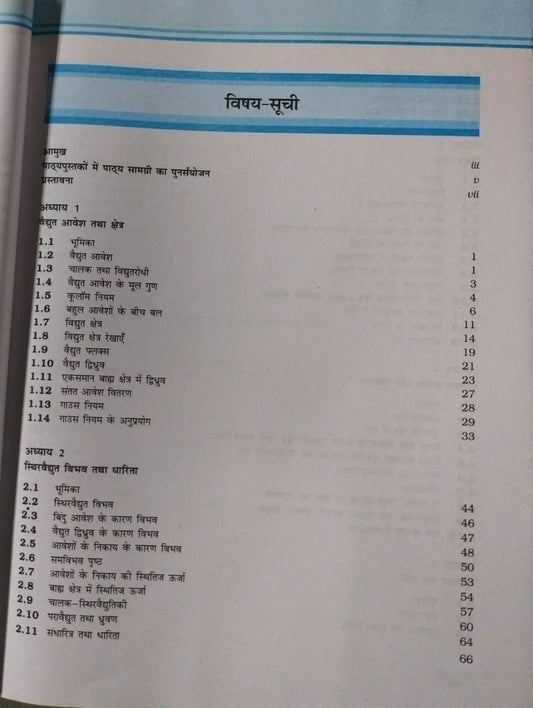 विषय-सूची
आमुख iii
पाठ्यपुस्तकों में पाठ्य सामग्री का पुनर्संयोजन v
प्रस्तावना vii
अध्याय 1
वैद्युत आवेश तथा क्षेत्र
1.1 भूमिका 1
1.2 वैद्युत आवेश 1
1.3 चालक तथा विद्युतरोधी 3
1.4 वैद्युत आवेश के मूल गुण 4
1.5 कूलॉम नियम 6
1.6 बहुल आवेशों के बीच बल 11
1.7 विद्युत क्षेत्र 14
1.8 विद्युत क्षेत्र रेखाएँ 19
1.9 वैद्युत फ्लक्स 21
1.10 वैद्युत द्विध्रुव 23
1.11 एकसमान बाह्य क्षेत्र में द्विध्रुव 27
1.12 संतत आवेश वितरण 28
1.13 गाउस नियम 29
1.14 गाउस नियम के अनुप्रयोग 33
अध्याय 2
स्थिरवैद्युत विभव तथा धारिता
2.1 भूमिका 44
2.2 स्थिरवैद्युत विभव 46
2.3 बिंदु आवेश के कारण विभव 47
2.4 वैद्युत द्विध्रुव के कारण विभव 48
2.5 आवेशों के निकाय के कारण विभव 50
2.6 समविभव पृष्ठ 53
2.7 आवेशों के निकाय की स्थितिज ऊर्जा 54
2.8 बाह्य क्षेत्र में स्थितिज ऊर्जा 57
2.9 चालक-स्थिरवैद्युतिकी 60
2.10 परावैद्युत तथा ध्रुवण 64
2.11 संधारित्र तथा धारिता 66